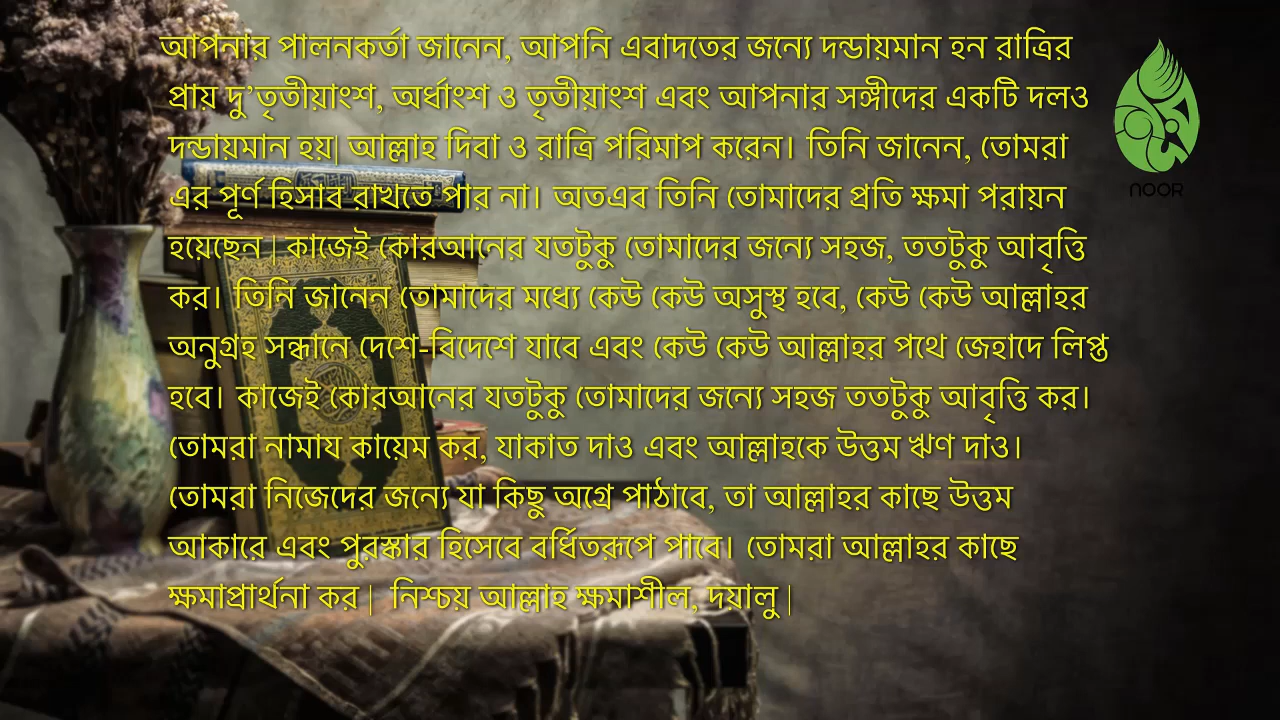 আপনার পালনকর্তা জানেন, আপনি এবাদতের জন্যে দন্ডায়মান হন রাত্রির
প্রায় দু’তৃতীয়াংশ, অর্ধাংশ ও তৃতীয়াংশ এবং আপনার সঙ্গীদের একটি দলও
দন্ডায়মান হয়| আল্লাহ দিবা ও রাত্রি পরিমাপ করেন। তিনি জানেন, তোমরা
এর পূর্ণ হিসাব রাখতে পার না। অতএব তিনি তোমাদের প্রতি ক্ষমা পরায়ন
হয়েছেন | কাজেই কোরআনের যতটুকু তোমাদের জন্যে সহজ, ততটুকু আবৃত্তি
কর। তিনি জানেন তোমাদের মধ্যে কেউ কেউ অসুস্থ হবে, কেউ কেউ আল্লাহর
অনুগ্রহ সন্ধানে দেশে-বিদেশে যাবে এবং কেউ কেউ আল্লাহর পথে জেহাদে লিপ্ত
হবে। কাজেই কোরআনের যতটুকু তোমাদের জন্যে সহজ ততটুকু আবৃত্তি কর।
তোমরা নামায কায়েম কর, যাকাত দাও এবং আল্লাহকে উত্তম ঋণ দাও।
তোমরা নিজেদের জন্যে যা কিছু অগ্রে পাঠাবে, তা আল্লাহর কাছে উত্তম
আকারে এবং পুরস্কার হিসেবে বর্ধিতরূপে পাবে। তোমরা আল্লাহর কাছে
ক্ষমাপ্রার্থনা কর | নিশ্চয় আল্লাহ ক্ষমাশীল, দয়ালু |
NOOR